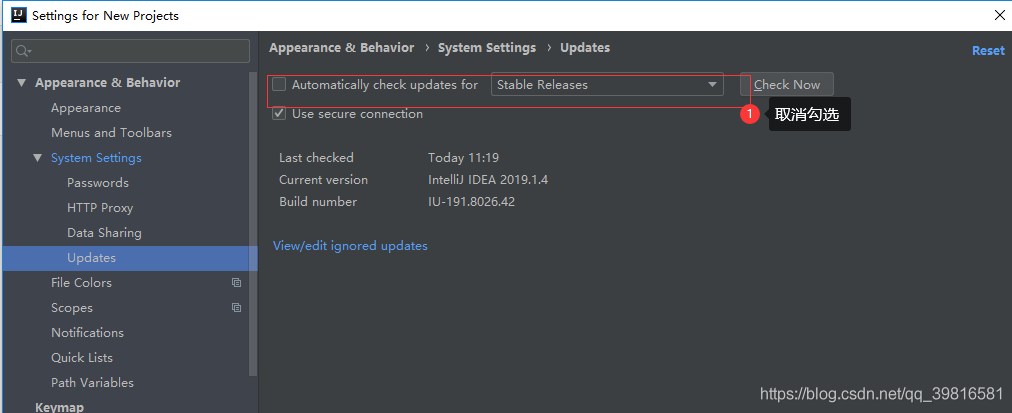 IJ Settings for New Projects
Appearance & Behavior › System Settings › Updates
Reset
Appearance & Behavior
Appearance
Menus and Toolbars
System Settings
Passwords
HTTP Proxy
Data Sharing
Updates
File Colors
Scopes
Notifications
Quick Lists
Path Variables
Keymap
Automatically check updates for Stable Releases Check Now
1 取消勾选
Use secure connection
Last checked Today 11:19
Current version IntelliJ IDEA 2019.1.4
Build number IU-191.8026.42
View/edit ignored updates
https://blog.csdn.net/qq_39816581